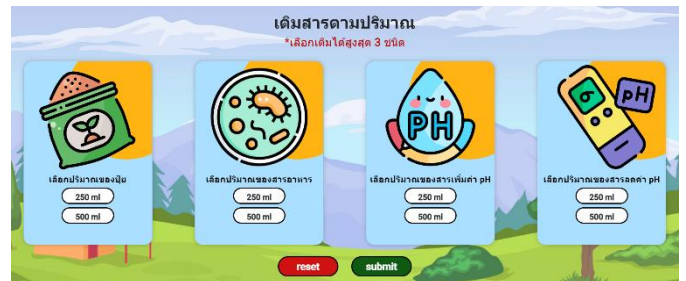 เติมสารตามปริมาณ
*เลือกเติมได้สูงสุด 3 ชนิด
PH
pH
เลือกปริมาณของปุ๋ย
250 ml
500 ml
เลือกปริมาณของสารอาหาร
250 ml
500 ml
เลือกปริมาณของสารเพิ่มค่า pH
250 ml
500 ml
เลือกปริมาณของสารลดค่า pH
250 ml
500 ml
reset
submit